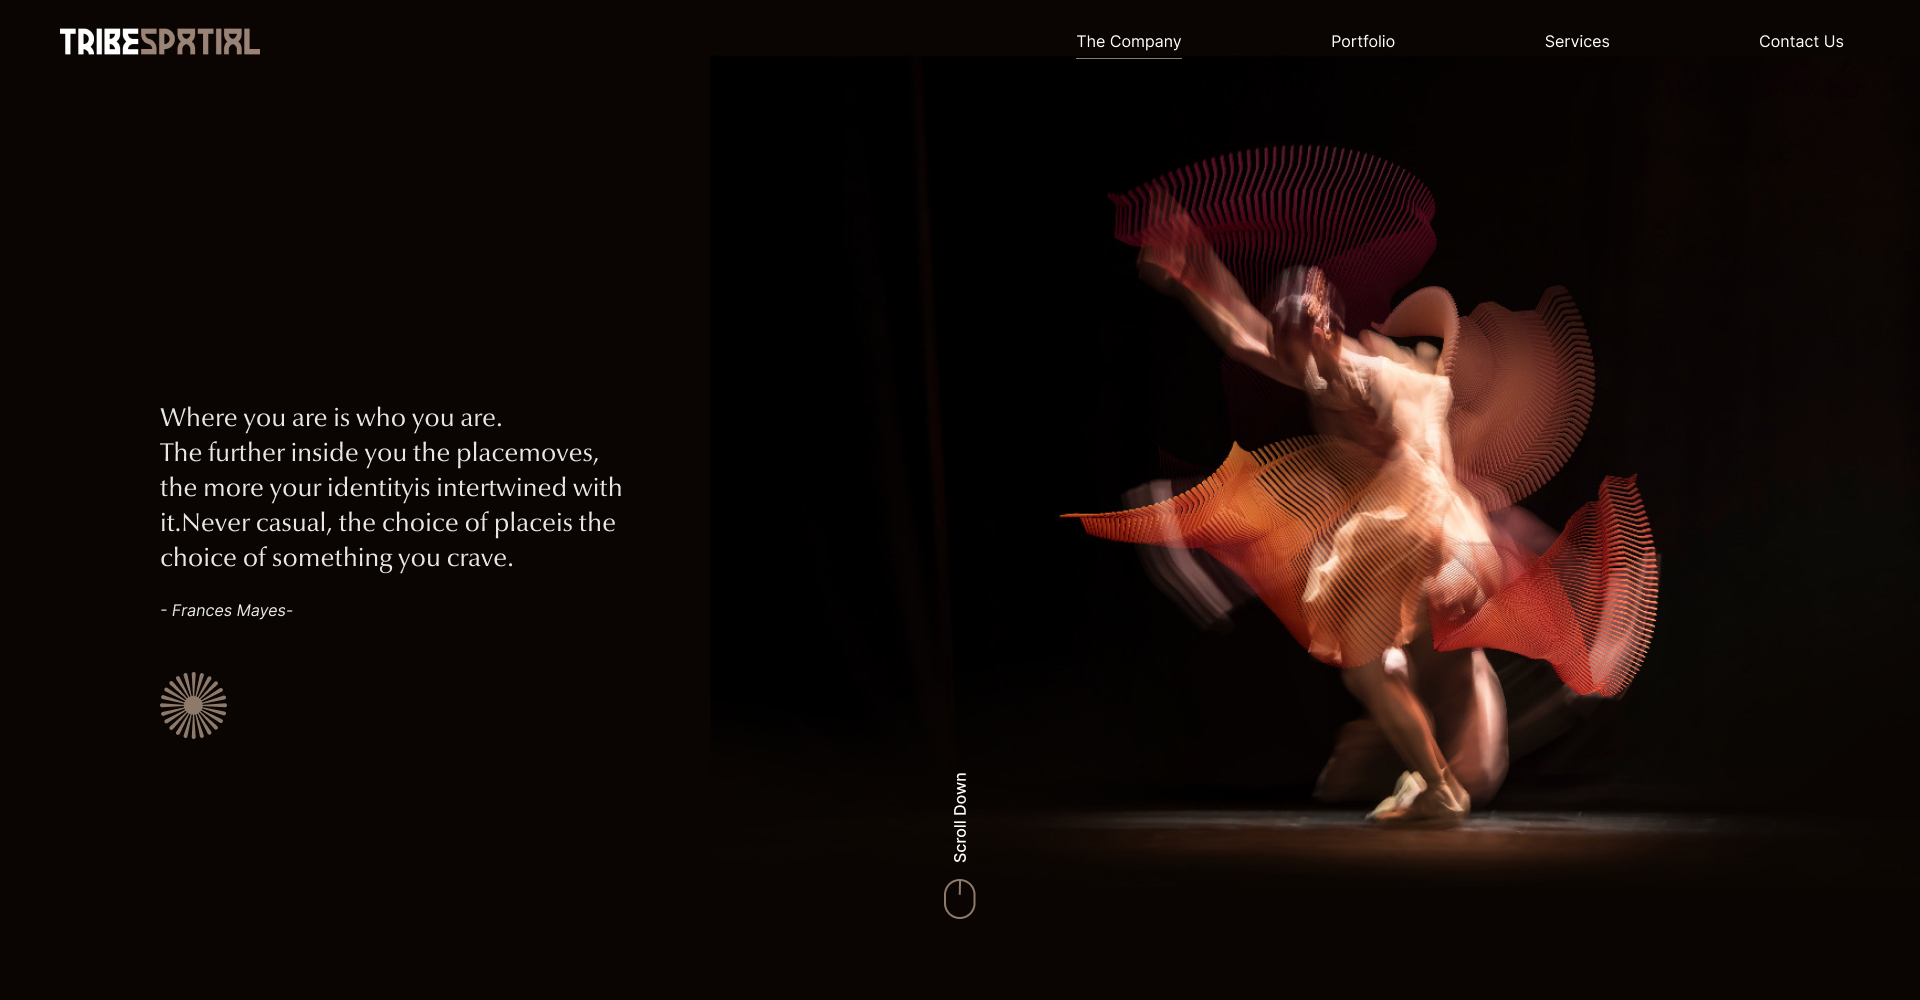 TRIBESPATIAL
The Company
Portfolio
Services
Contact Us
Where you are is who you are.
The further inside you the placemoves,
the more your identityis intertwined with
it.Never casual, the choice of placeis the
choice of something you crave.
- Frances Mayes-
Scroll Down